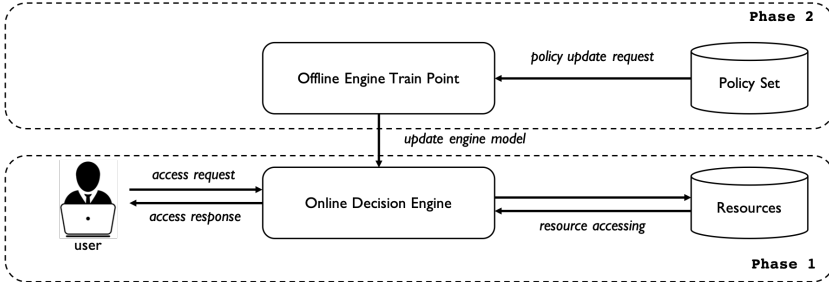 Phase 2
policy update request
Offline Engine Train Point
Policy Set
update engine model
access request
Online Decision Engine
Resources
access response
resource accessing
user
Phase 1